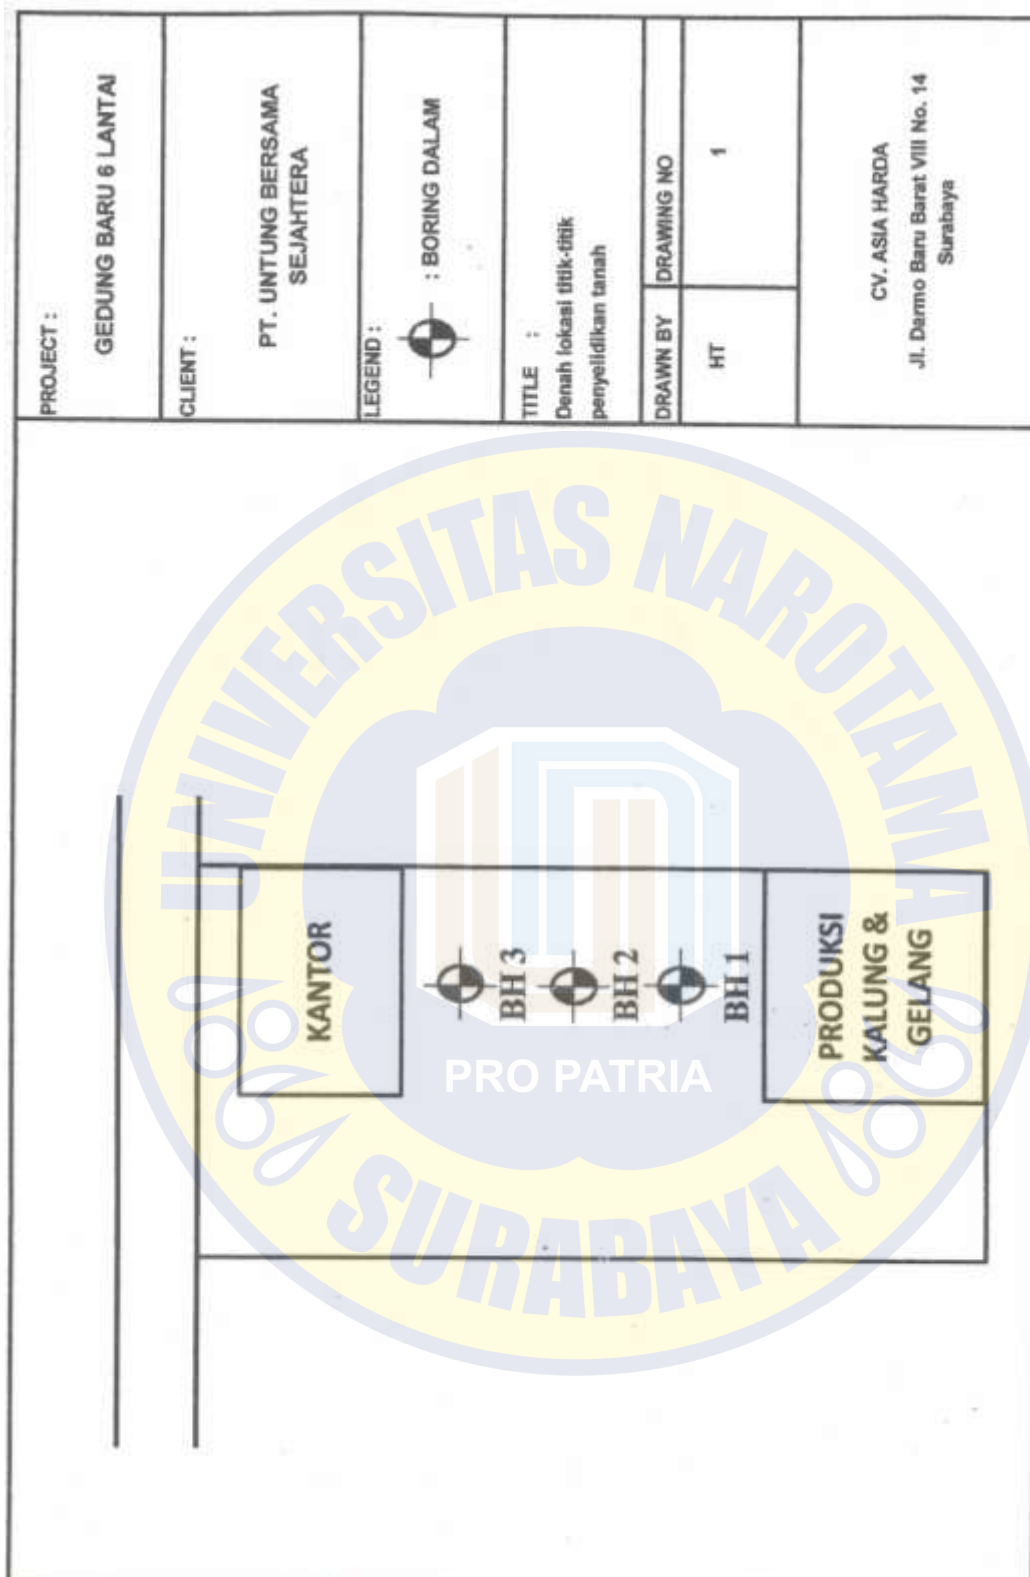 PROJECT :
GEDUNG BARU 6 LANTAI
CLIENT :
PT. UNTUNG BERSAMA
SEJAHTERA
LEGEND :
: BORING DALAM
TITLE :
Denah lokasi titik-titik
penyelidikan tanah
DRAWN BY
DRAWING NO
HT
1
CV. ASIA HARDA
Jl. Darmo Baru Barat VIII No. 14
Surabaya
KANTOR
BH 3
BH 2
BH 1
PRODUKSI
KALUNG &
GELANG
UNIVERSITAS NAROTAMA
PRO PATRIA
SURABAYA